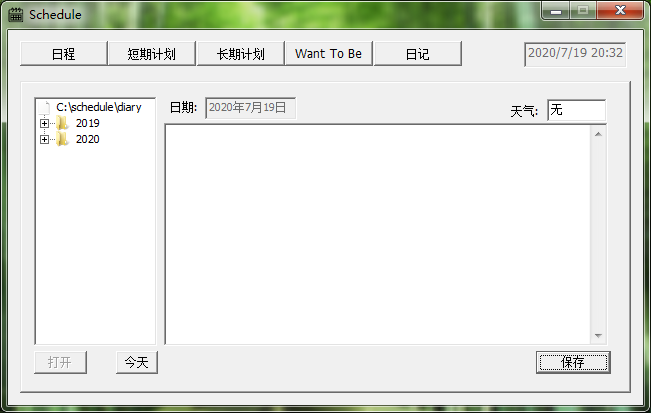 Schedule
日程 短期计划 长期计划 Want To Be 日记 2020/7/19 20:32
C:\schedule\diary 日期: 2020年7月19日 天气: 无
2019
2020
打开 今天 保存